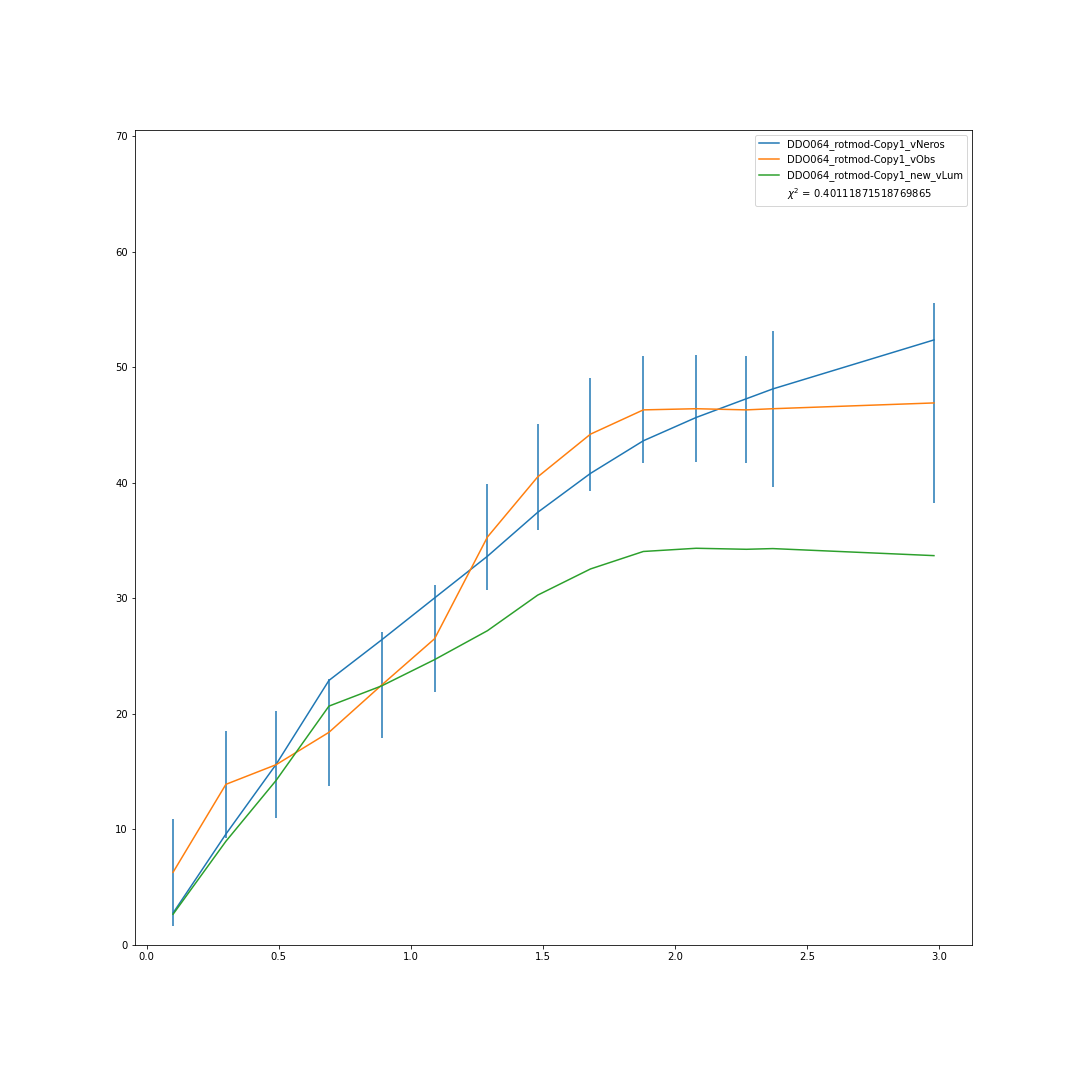 70
60
50
40
30
20
10
0
0.0 0.5 1.0 1.5 2.0 2.5 3.0
DDO064_rotmod-Copy1_vNeros
DDO064_rotmod-Copy1_vObs
DDO064_rotmod-Copy1_new_vLum
χ² = 0.40111871518769865